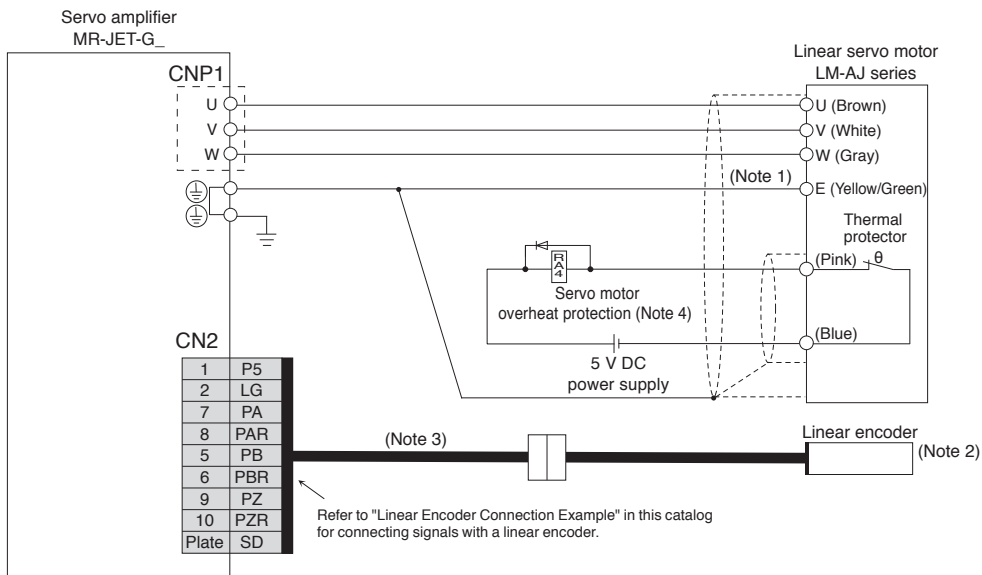 Servo amplifier
MR-JET-G_
Linear servo motor
LM-AJ series
CNP1
U
U (Brown)
V
V (White)
W
W (Gray)
(Note 1)
E (Yellow/Green)
Thermal
protector
RA4
(Pink)
θ
Servo motor
overheat protection (Note 4)
(Blue)
5 V DC
power supply
CN2
1 P5
2 LG
7 PA
8 PAR
5 PB
6 PBR
9 PZ
10 PZR
Plate SD
(Note 3)
Linear encoder
(Note 2)
Refer to "Linear Encoder Connection Example" in this catalog
for connecting signals with a linear encoder.